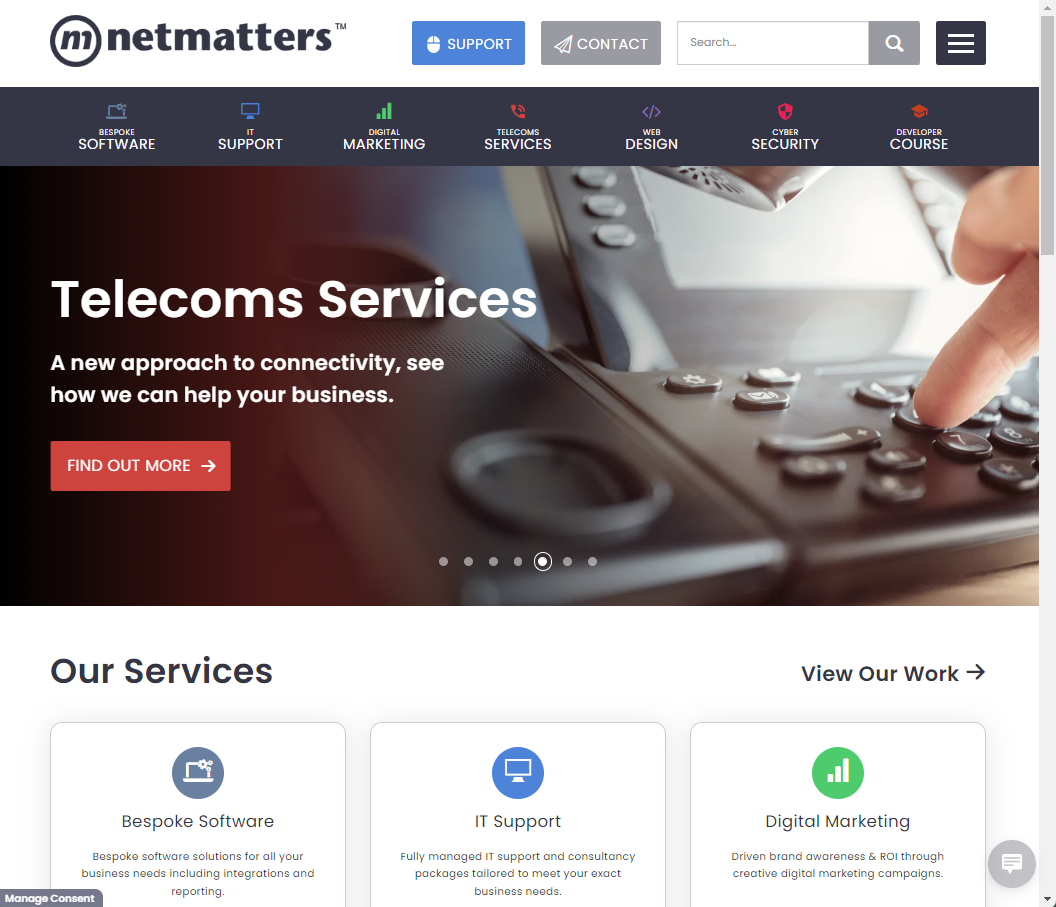 netmatters™
SUPPORT
CONTACT
Search...
BESPOKE
SOFTWARE
IT
SUPPORT
DIGITAL
MARKETING
TELECOMS
SERVICES
WEB
DESIGN
CYBER
SECURITY
DEVELOPER
COURSE
Telecoms Services
A new approach to connectivity, see
how we can help your business.
FIND OUT MORE →
7
8
Our Services
View Our Work →
Bespoke Software
Bespoke software solutions for all your
business needs including integrations and
reporting.
IT Support
Fully managed IT support and consultancy
packages tailored to meet your exact
business needs.
Digital Marketing
Driven brand awareness & ROI through
creative digital marketing campaigns.
Manage Consent